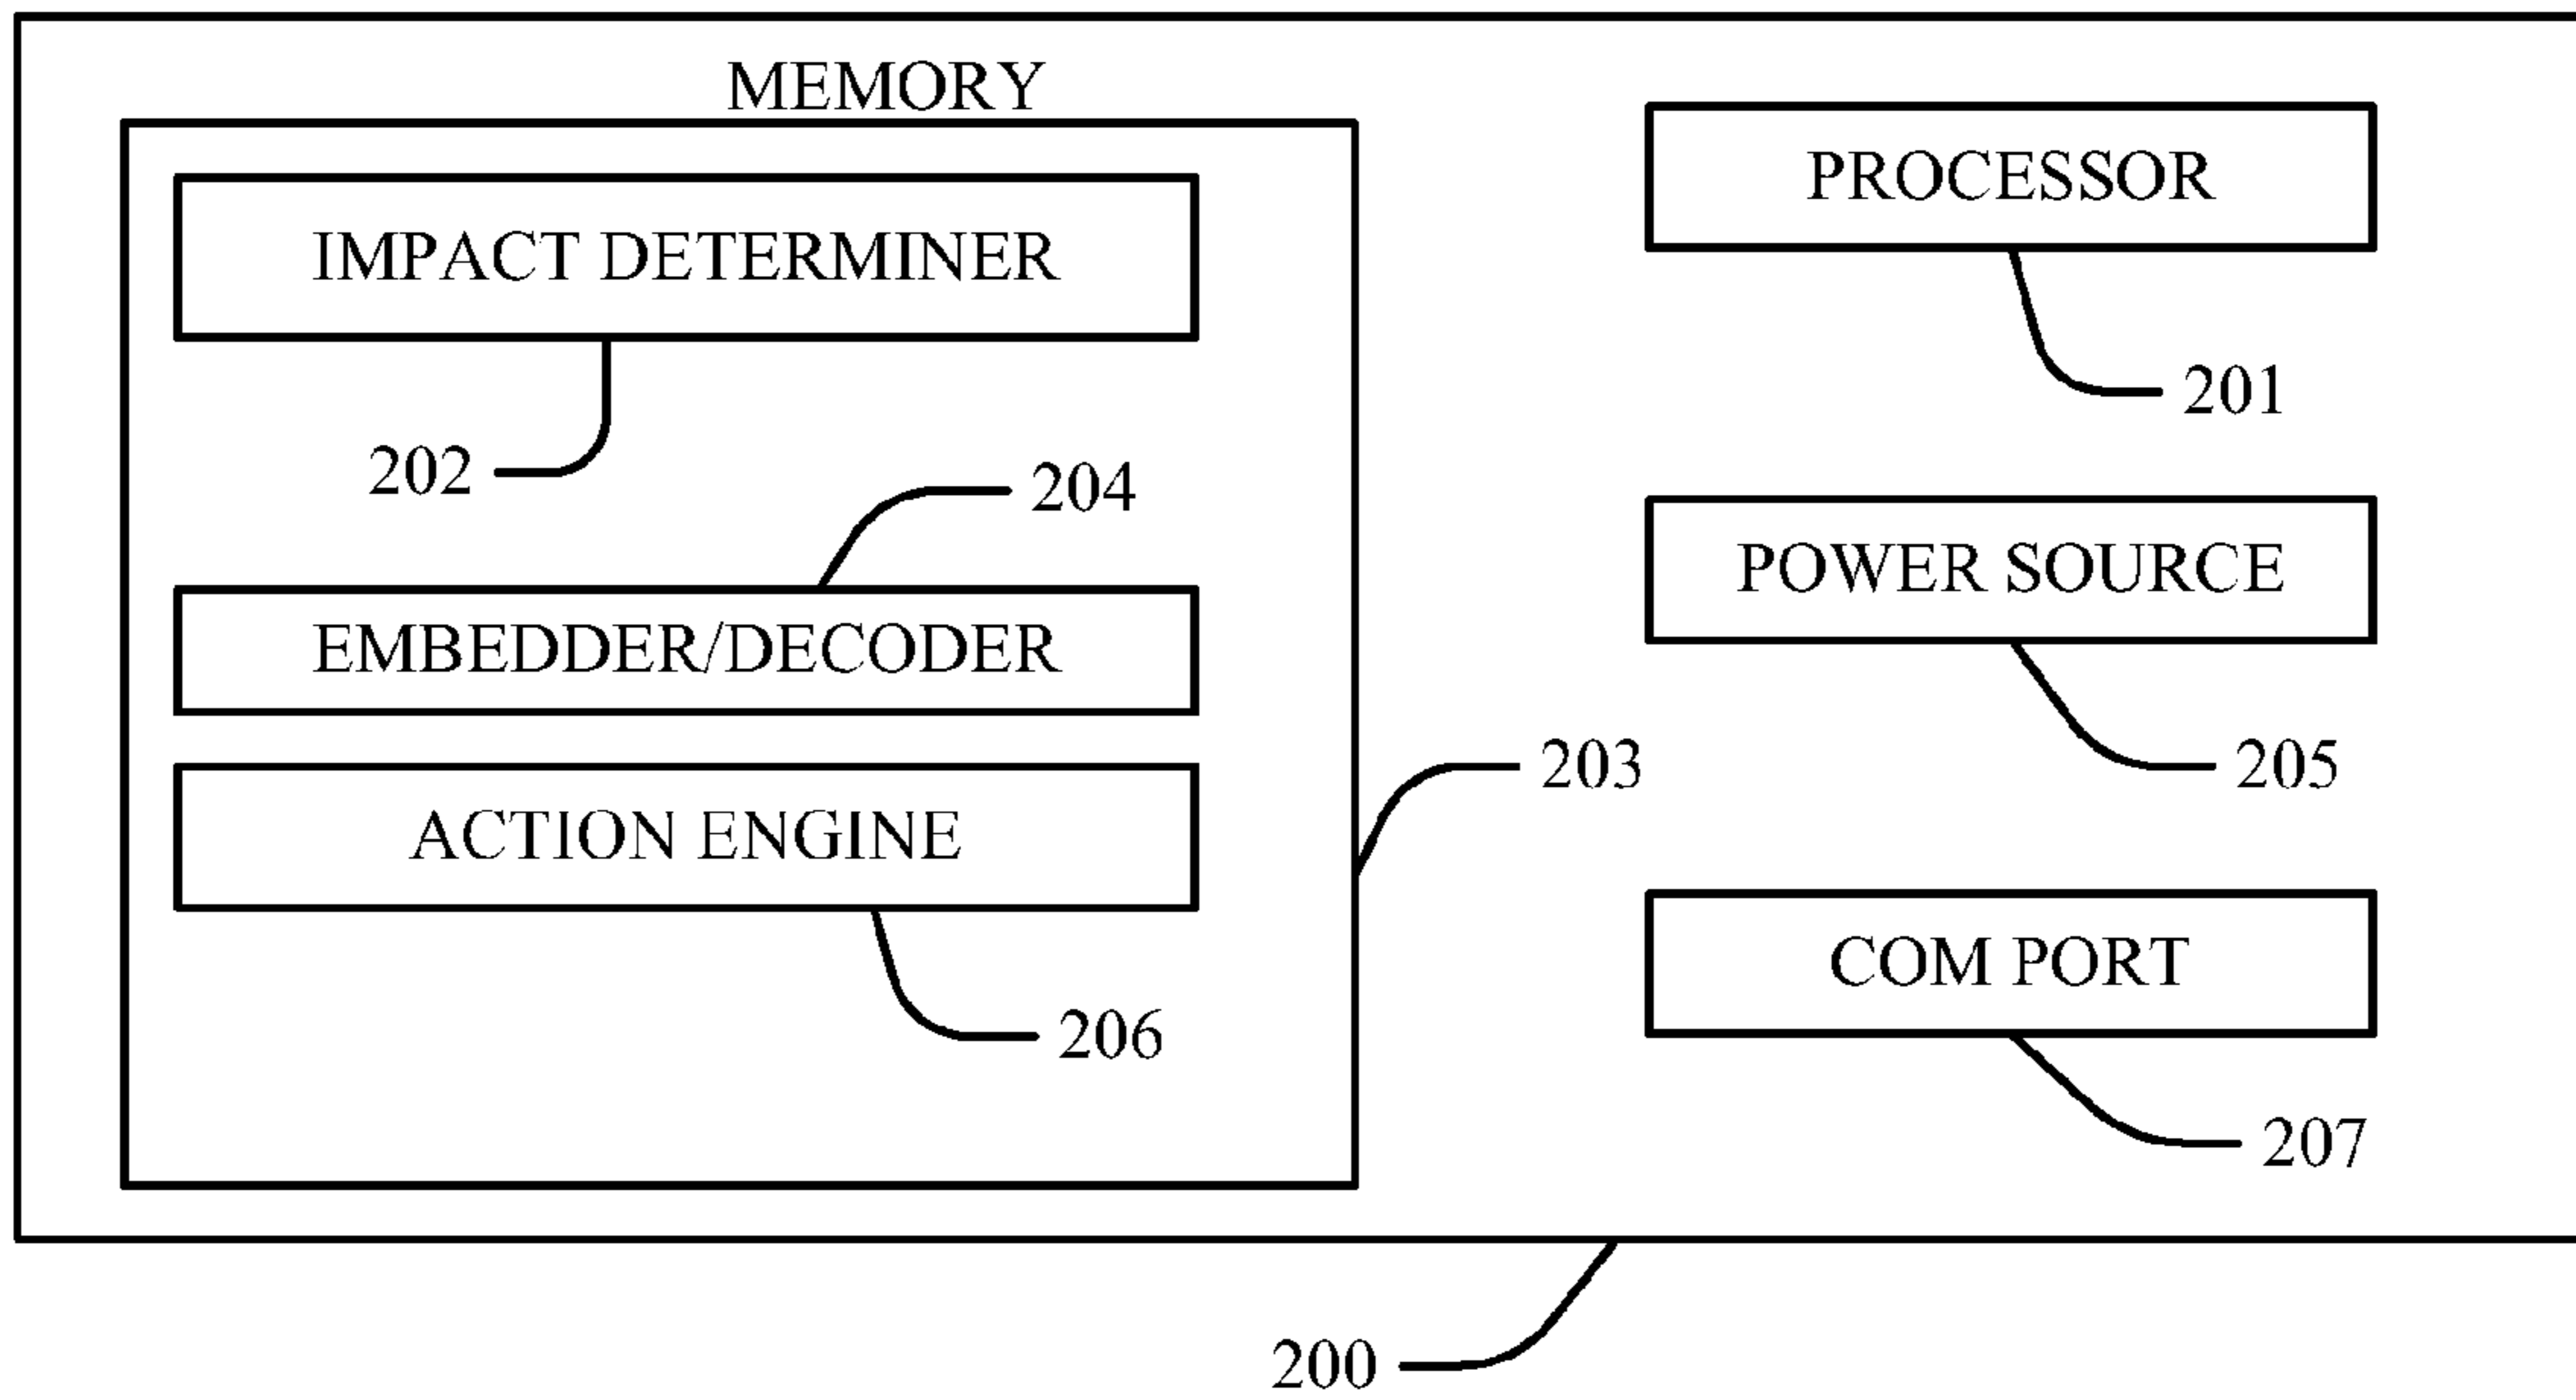 MEMORY
IMPACT DETERMINER
202
204
EMBEDDER/DECODER
ACTION ENGINE
206
203
PROCESSOR
201
POWER SOURCE
205
COM PORT
207
200